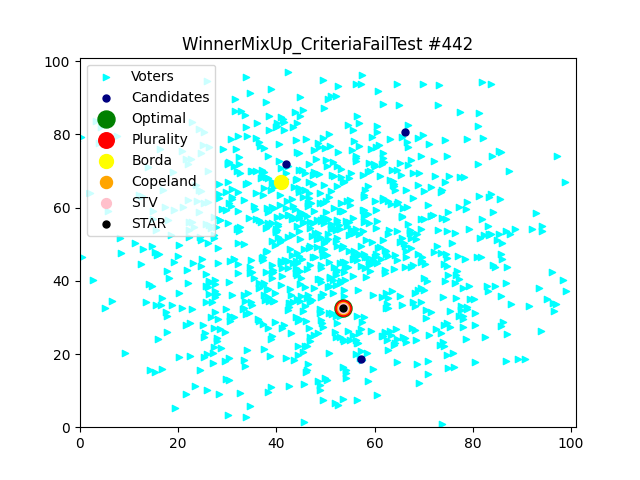 WinnerMixUp_CriteriaFailTest #442
100
80
60
40
20
0
Voters
Candidates
Optimal
Plurality
Borda
Copeland
STV
STAR
0 20 40 60 80 100